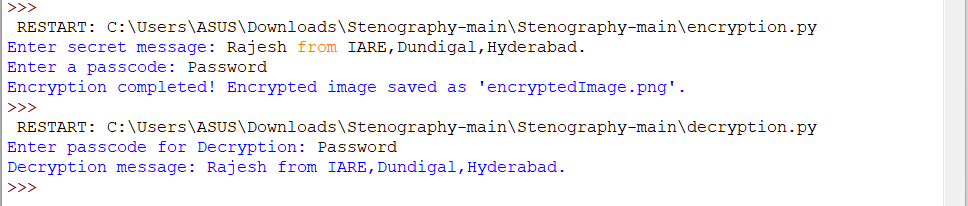 >>>
RESTART: C:\Users\ASUS\Downloads\Stenography-main\Stenography-main\encryption.py
Enter secret message: Rajesh from IARE,Dundigal,Hyderabad.
Enter a passcode: Password
Encryption completed! Encrypted image saved as 'encryptedImage.png'.
>>>
RESTART: C:\Users\ASUS\Downloads\Stenography-main\Stenography-main\decryption.py
Enter passcode for Decryption: Password
Decryption message: Rajesh from IARE,Dundigal,Hyderabad.
>>>